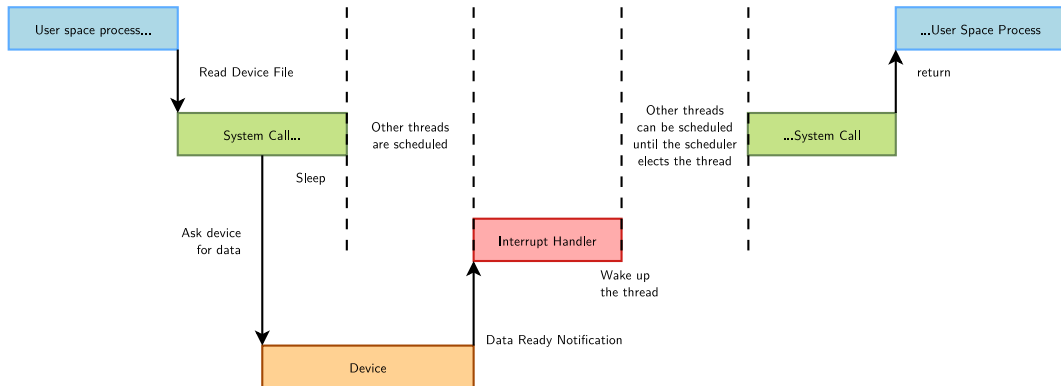 User space process...
...User Space Process
Read Device File
return
System Call...
Other threads
are scheduled
Other threads
can be scheduled
until the scheduler
elects the thread
...System Call
Sleep
Ask device
for data
Interrupt Handler
Wake up
the thread
Data Ready Notification
Device